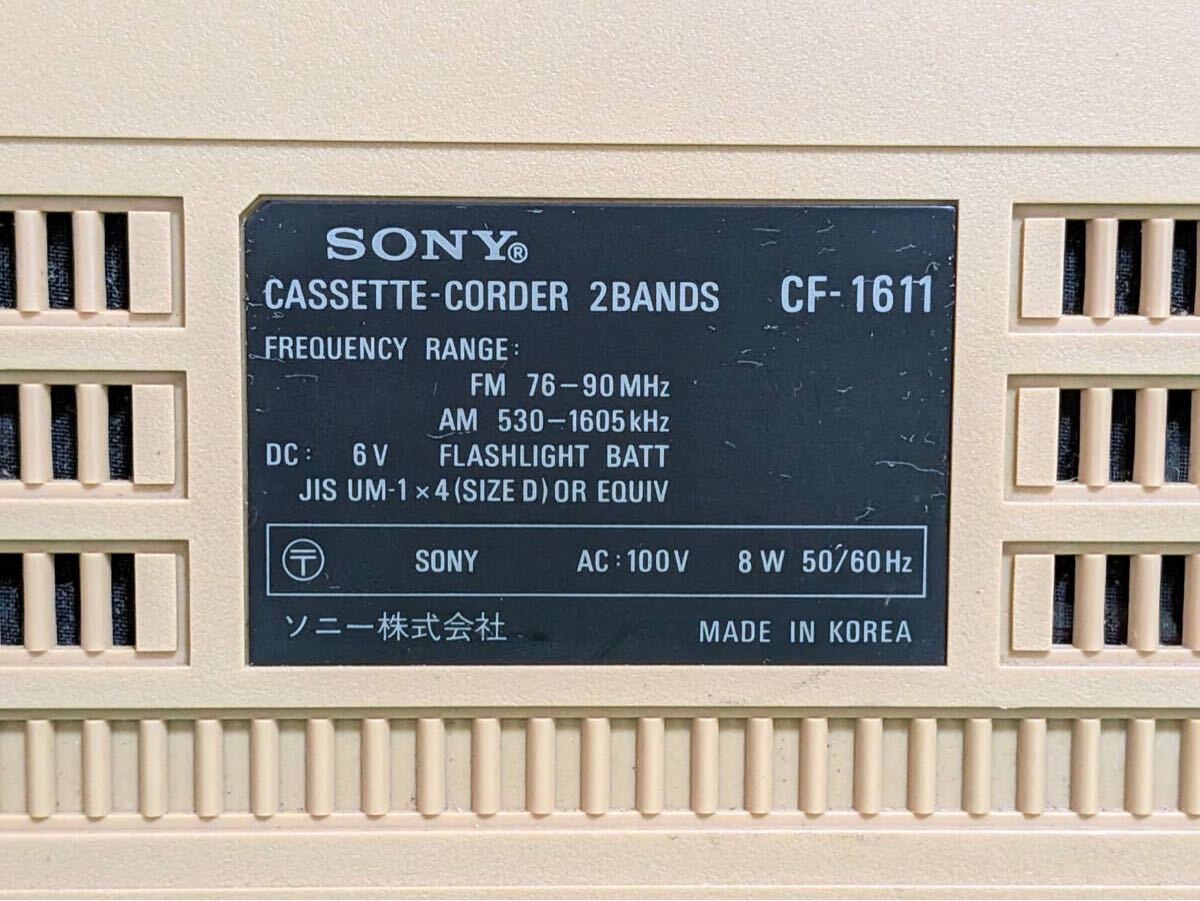 SONY®
CASSETTE-CORDER 2BANDS CF-1611
FREQUENCY RANGE:
FM 76–90MHz
AM 530–1605kHz
DC: 6V FLASHLIGHT BATT
JIS UM-1×4(SIZE D)OR EQUIV
〶 SONY AC:100V 8W 50/60Hz
ソニー株式会社 MADE IN KOREA